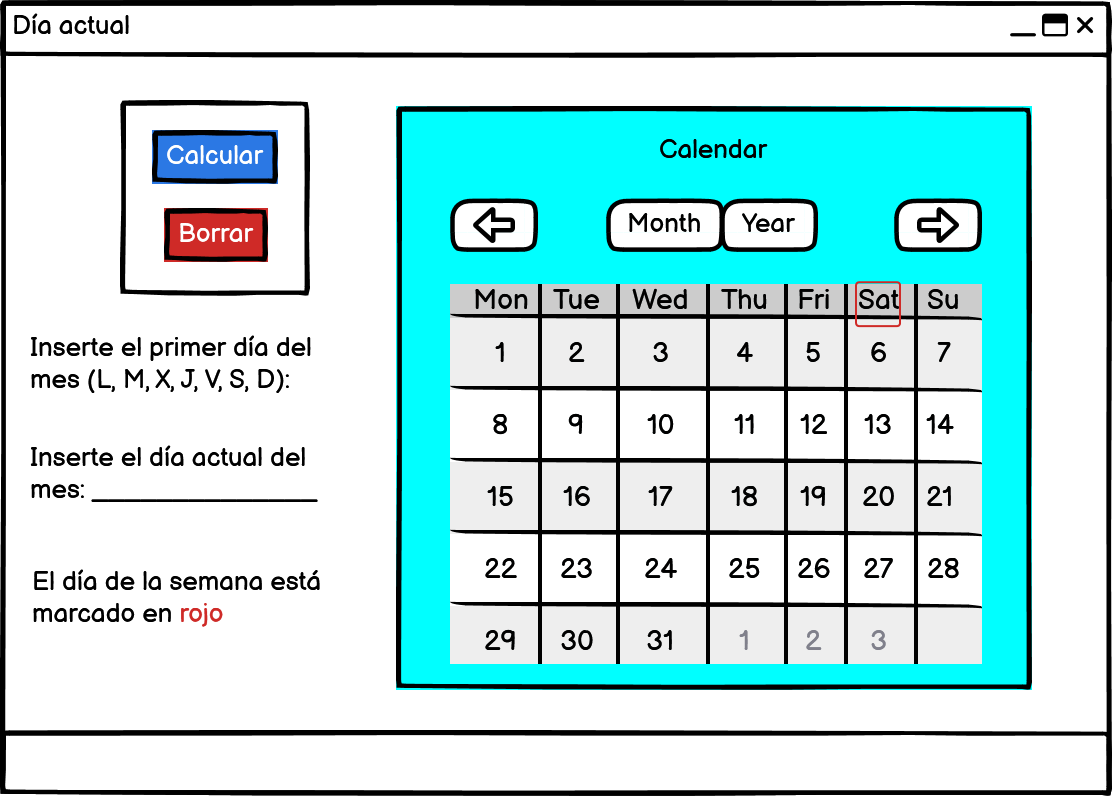 Día actual
Calcular
Borrar
Inserte el primer día del
mes (L, M, X, J, V, S, D):
Inserte el día actual del
mes: _________________
El día de la semana está
marcado en rojo
Calendar
Month Year
Mon Tue Wed Thu Fri Sat Su
1 2 3 4 5 6 7
8 9 10 11 12 13 14
15 16 17 18 19 20 21
22 23 24 25 26 27 28
29 30 31 1 2 3